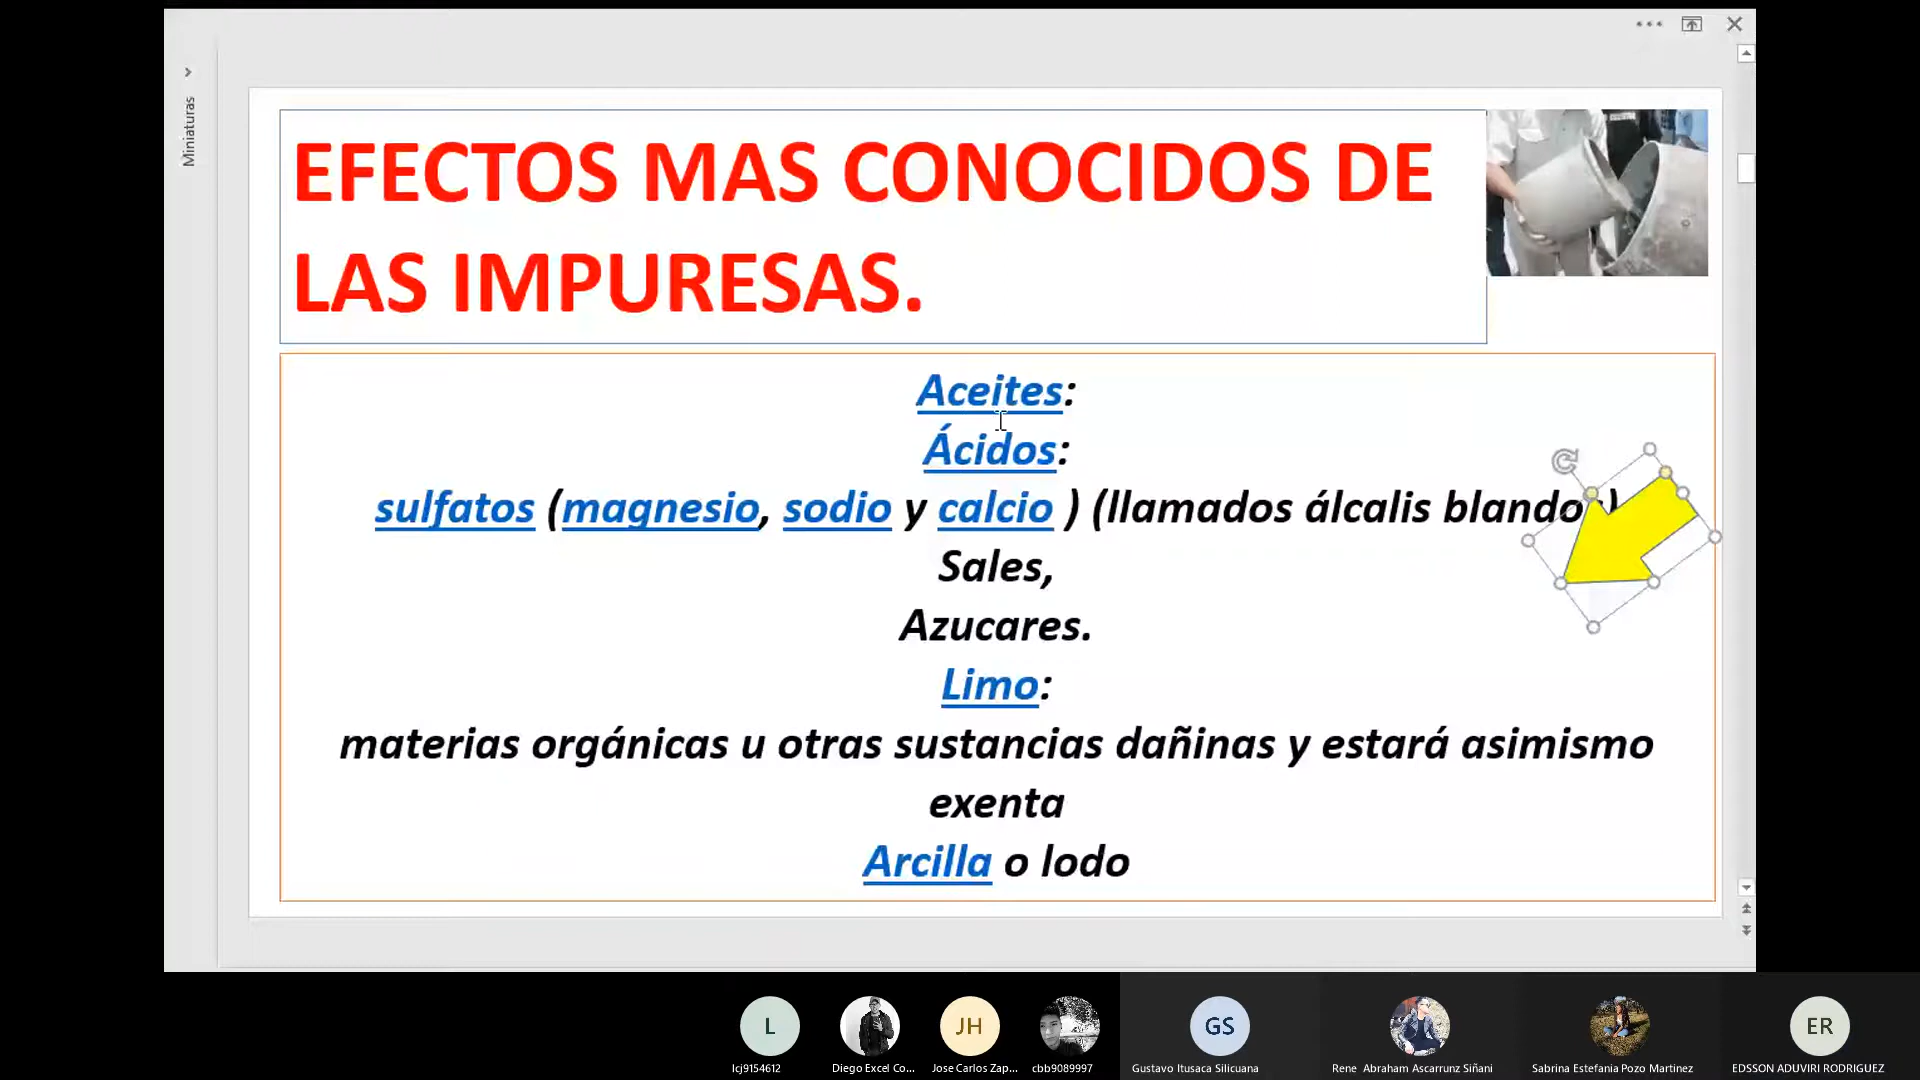 Miniaturas
EFECTOS MAS CONOCIDOS DE
LAS IMPURESAS.
Aceites:
Ácidos:
sulfatos (magnesio, sodio y calcio ) (llamados álcalis blandos)
Sales,
Azucares.
Limo:
materias orgánicas u otras sustancias dañinas y estará asimismo
exenta
Arcilla o lodo
L
JH
GS
ER
lcj9154612
Diego Excel Co...
Jose Carlos Zap...
cbb9089997
Gustavo Itusaca Silicuana
Rene Abraham Ascarrunz Siñani
Sabrina Estefania Pozo Martinez
EDSSON ADUVIRI RODRIGUEZ